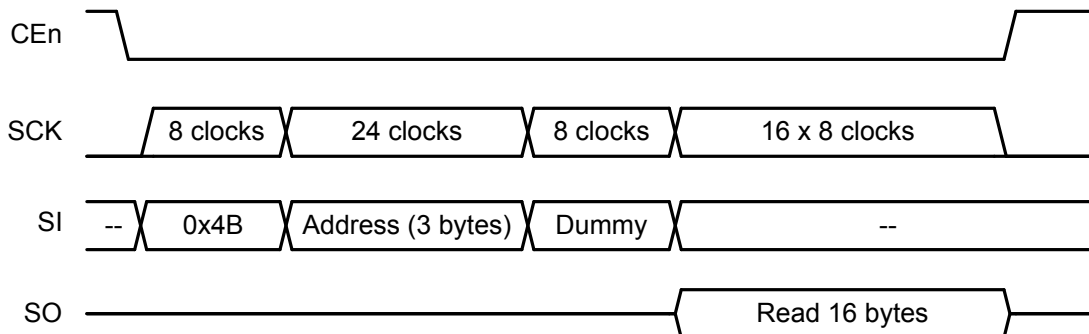 CEn
SCK 8 clocks 24 clocks 8 clocks 16 x 8 clocks
SI -- 0x4B Address (3 bytes) Dummy --
SO Read 16 bytes